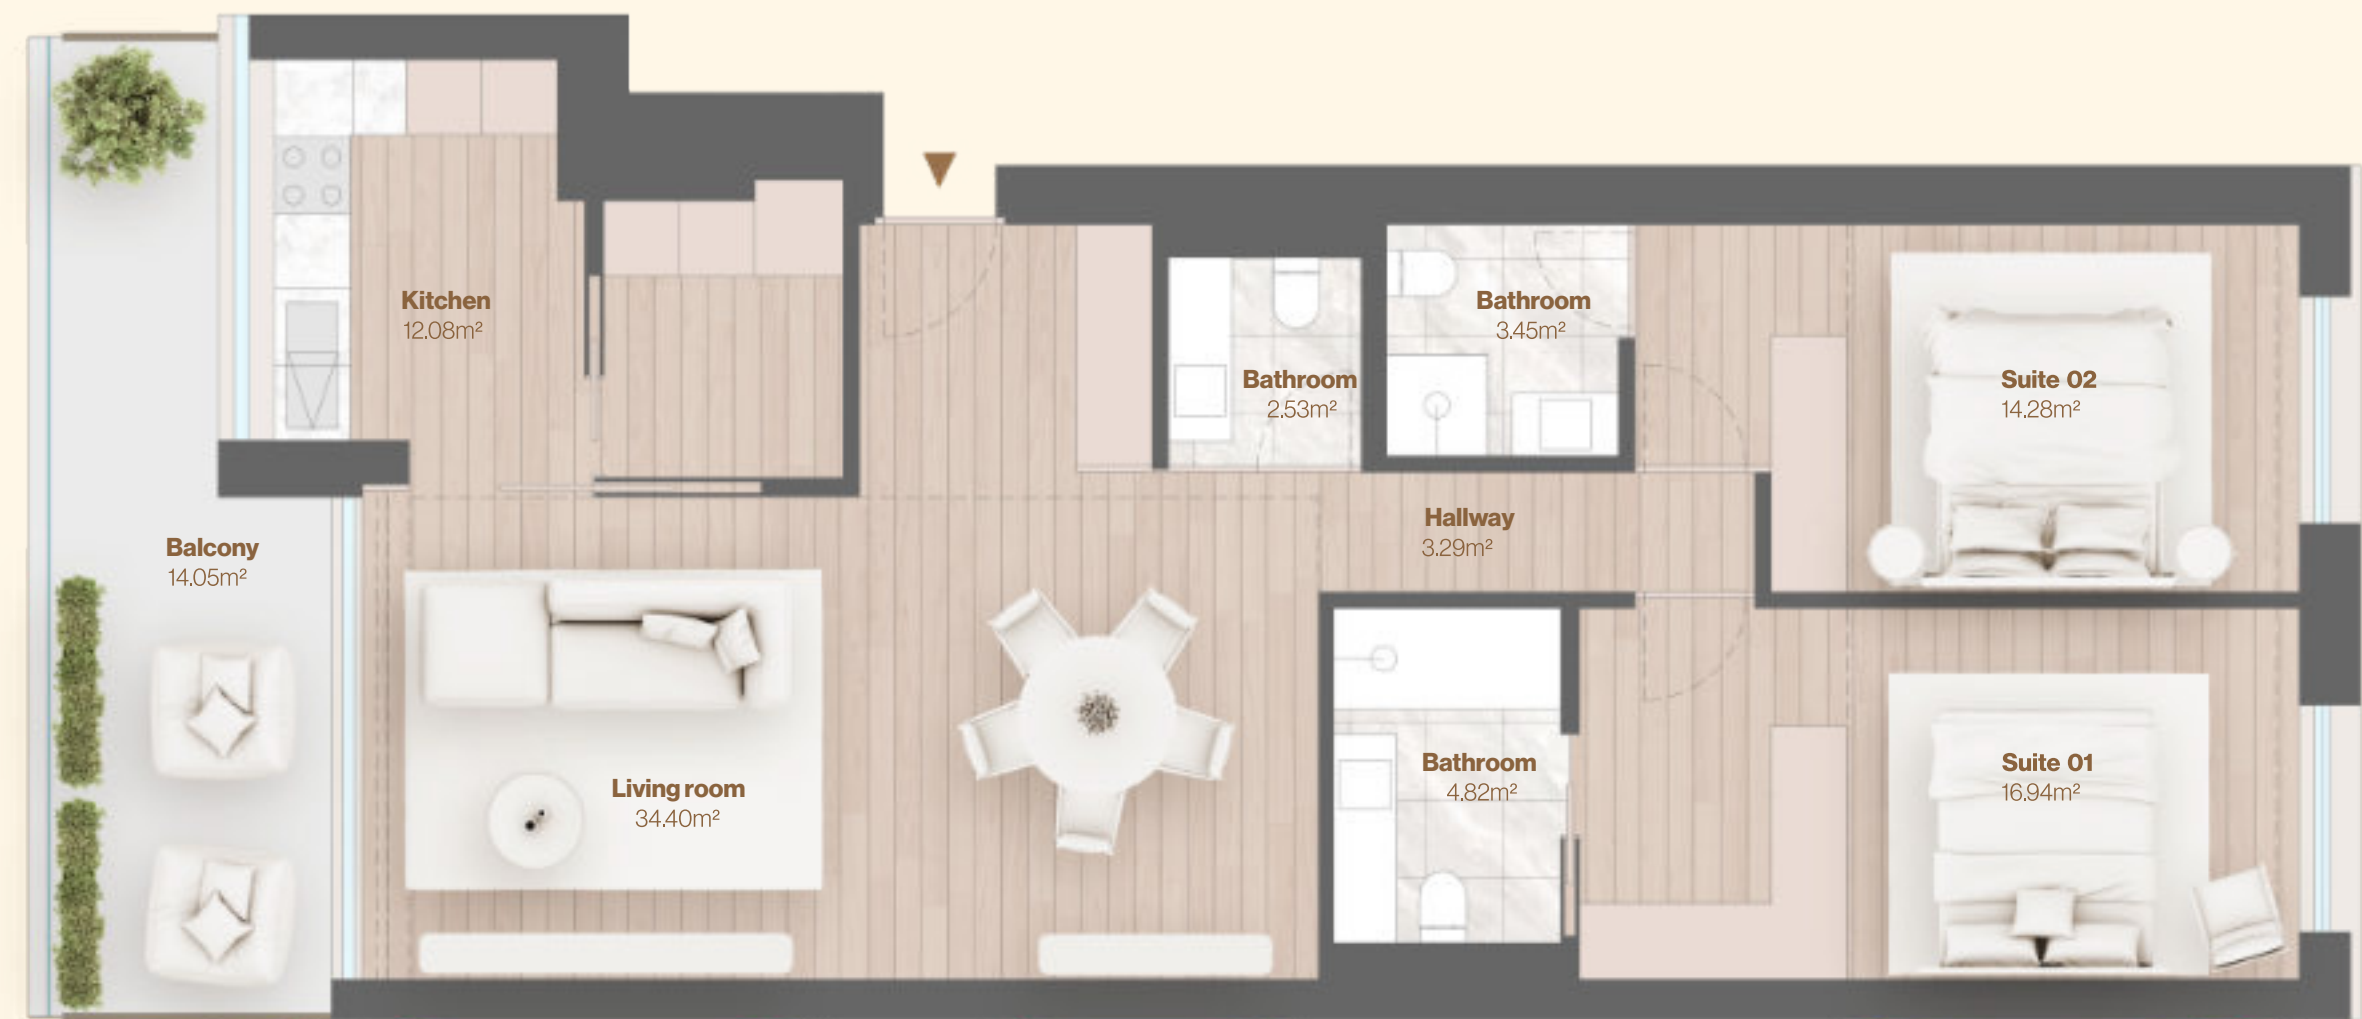 Kitchen
12.08m²
Bathroom
3.45m²
Bathroom
2.53m²
Suite 02
14.28m²
Hallway
3.29m²
Balcony
14.05m²
Living room
34.40m²
Bathroom
4.82m²
Suite 01
16.94m²